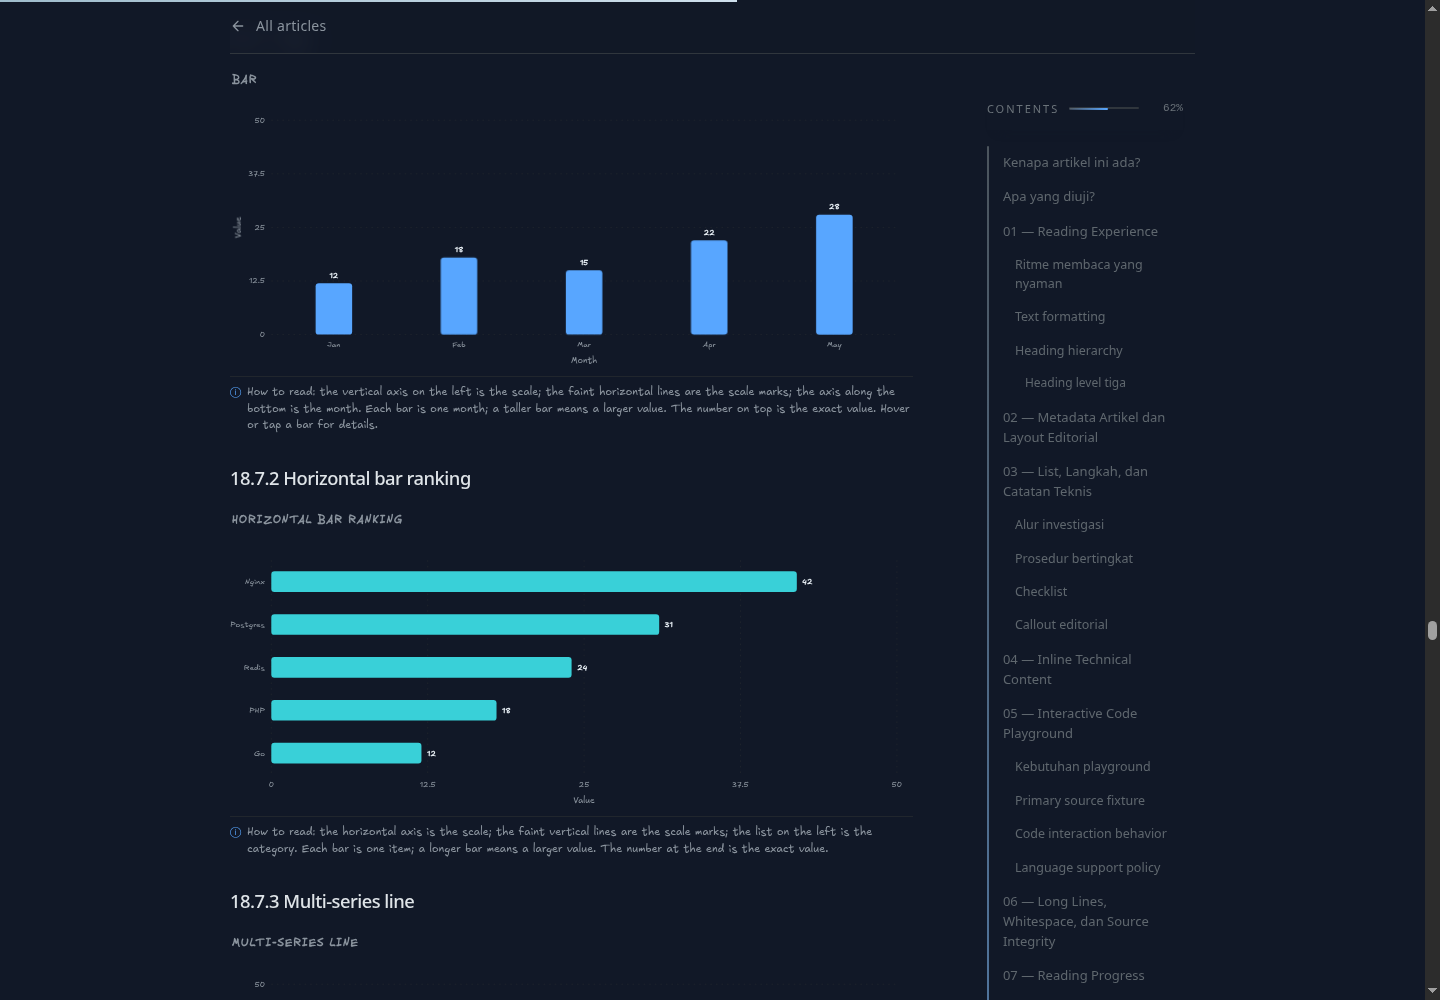 All articles
BAR
50
37.5
25
12.5
0
Value
12
18
15
22
28
Jan
Feb
Mar
Apr
May
Month
How to read: the vertical axis on the left is the scale; the faint horizontal lines are the scale marks; the axis along the
bottom is the month. Each bar is one month; a taller bar means a larger value. The number on top is the exact value. Hover
or tap a bar for details.
18.7.2 Horizontal bar ranking
HORIZONTAL BAR RANKING
Nginx
42
Postgres
31
Redis
24
PHP
18
Go
12
0
12.5
25
37.5
50
Value
How to read: the horizontal axis is the scale; the faint vertical lines are the scale marks; the list on the left is the
category. Each bar is one item; a longer bar means a larger value. The number at the end is the exact value.
18.7.3 Multi-series line
MULTI-SERIES LINE
50
CONTENTS
62%
Kenapa artikel ini ada?
Apa yang diuji?
01 — Reading Experience
Ritme membaca yang
nyaman
Text formatting
Heading hierarchy
Heading level tiga
02 — Metadata Artikel dan
Layout Editorial
03 — List, Langkah, dan
Catatan Teknis
Alur investigasi
Prosedur bertingkat
Checklist
Callout editorial
04 — Inline Technical
Content
05 — Interactive Code
Playground
Kebutuhan playground
Primary source fixture
Code interaction behavior
Language support policy
06 — Long Lines,
Whitespace, dan Source
Integrity
07 — Reading Progress